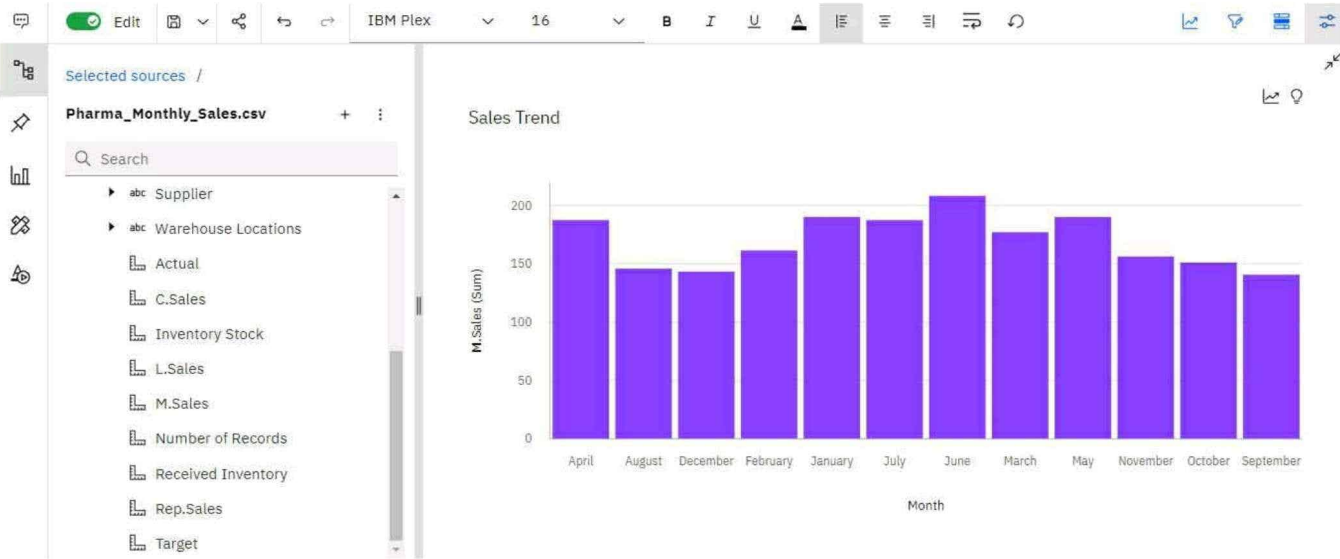 Edit
IBM Plex
16
B I U A
Selected sources /
Pharma_Monthly_Sales.csv
Search
abc Supplier
abc Warehouse Locations
Actual
C.Sales
Inventory Stock
L.Sales
M.Sales
Number of Records
Received Inventory
Rep.Sales
Target
Sales Trend
M.Sales (Sum)
200
150
100
50
0
April August December February January July June March May November October September
Month